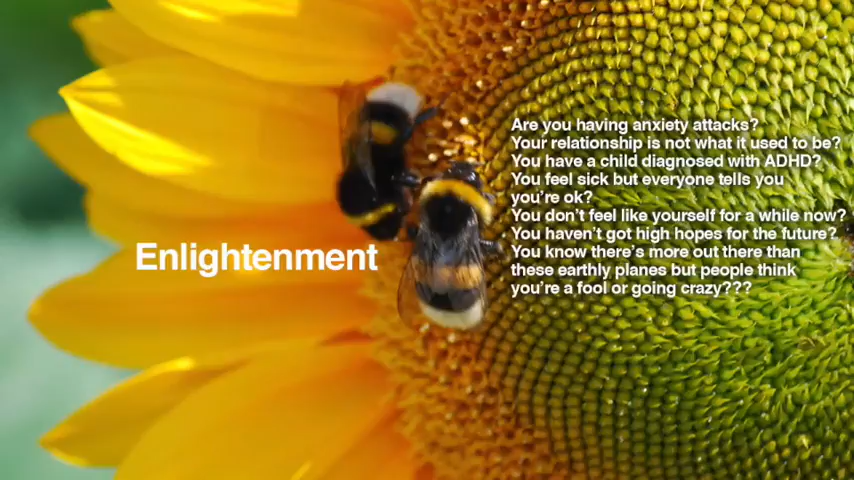 Enlightenment
Are you having anxiety attacks?
Your relationship is not what it used to be?
You have a child diagnosed with ADHD?
You feel sick but everyone tells you
you're ok?
You don't feel like yourself for a while now?
You haven't got high hopes for the future?
You know there's more out there than
these earthly planes but people think
you're a fool or going crazy???